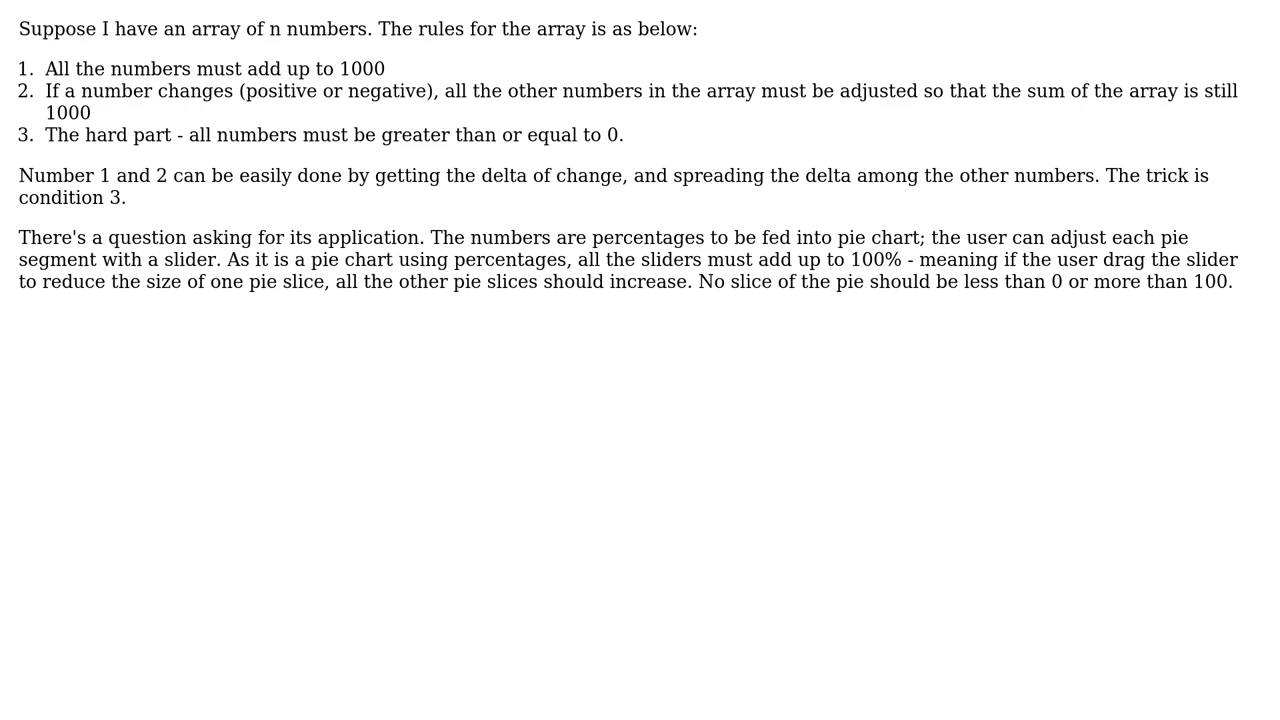 Suppose I have an array of n numbers. The rules for the array is as below:
1. All the numbers must add up to 1000
2. If a number changes (positive or negative), all the other numbers in the array must be adjusted so that the sum of the array is still
1000
3. The hard part - all numbers must be greater than or equal to 0.
Number 1 and 2 can be easily done by getting the delta of change, and spreading the delta among the other numbers. The trick is
condition 3.
There's a question asking for its application. The numbers are percentages to be fed into pie chart; the user can adjust each pie
segment with a slider. As it is a pie chart using percentages, all the sliders must add up to 100% - meaning if the user drag the slider
to reduce the size of one pie slice, all the other pie slices should increase. No slice of the pie should be less than 0 or more than 100.